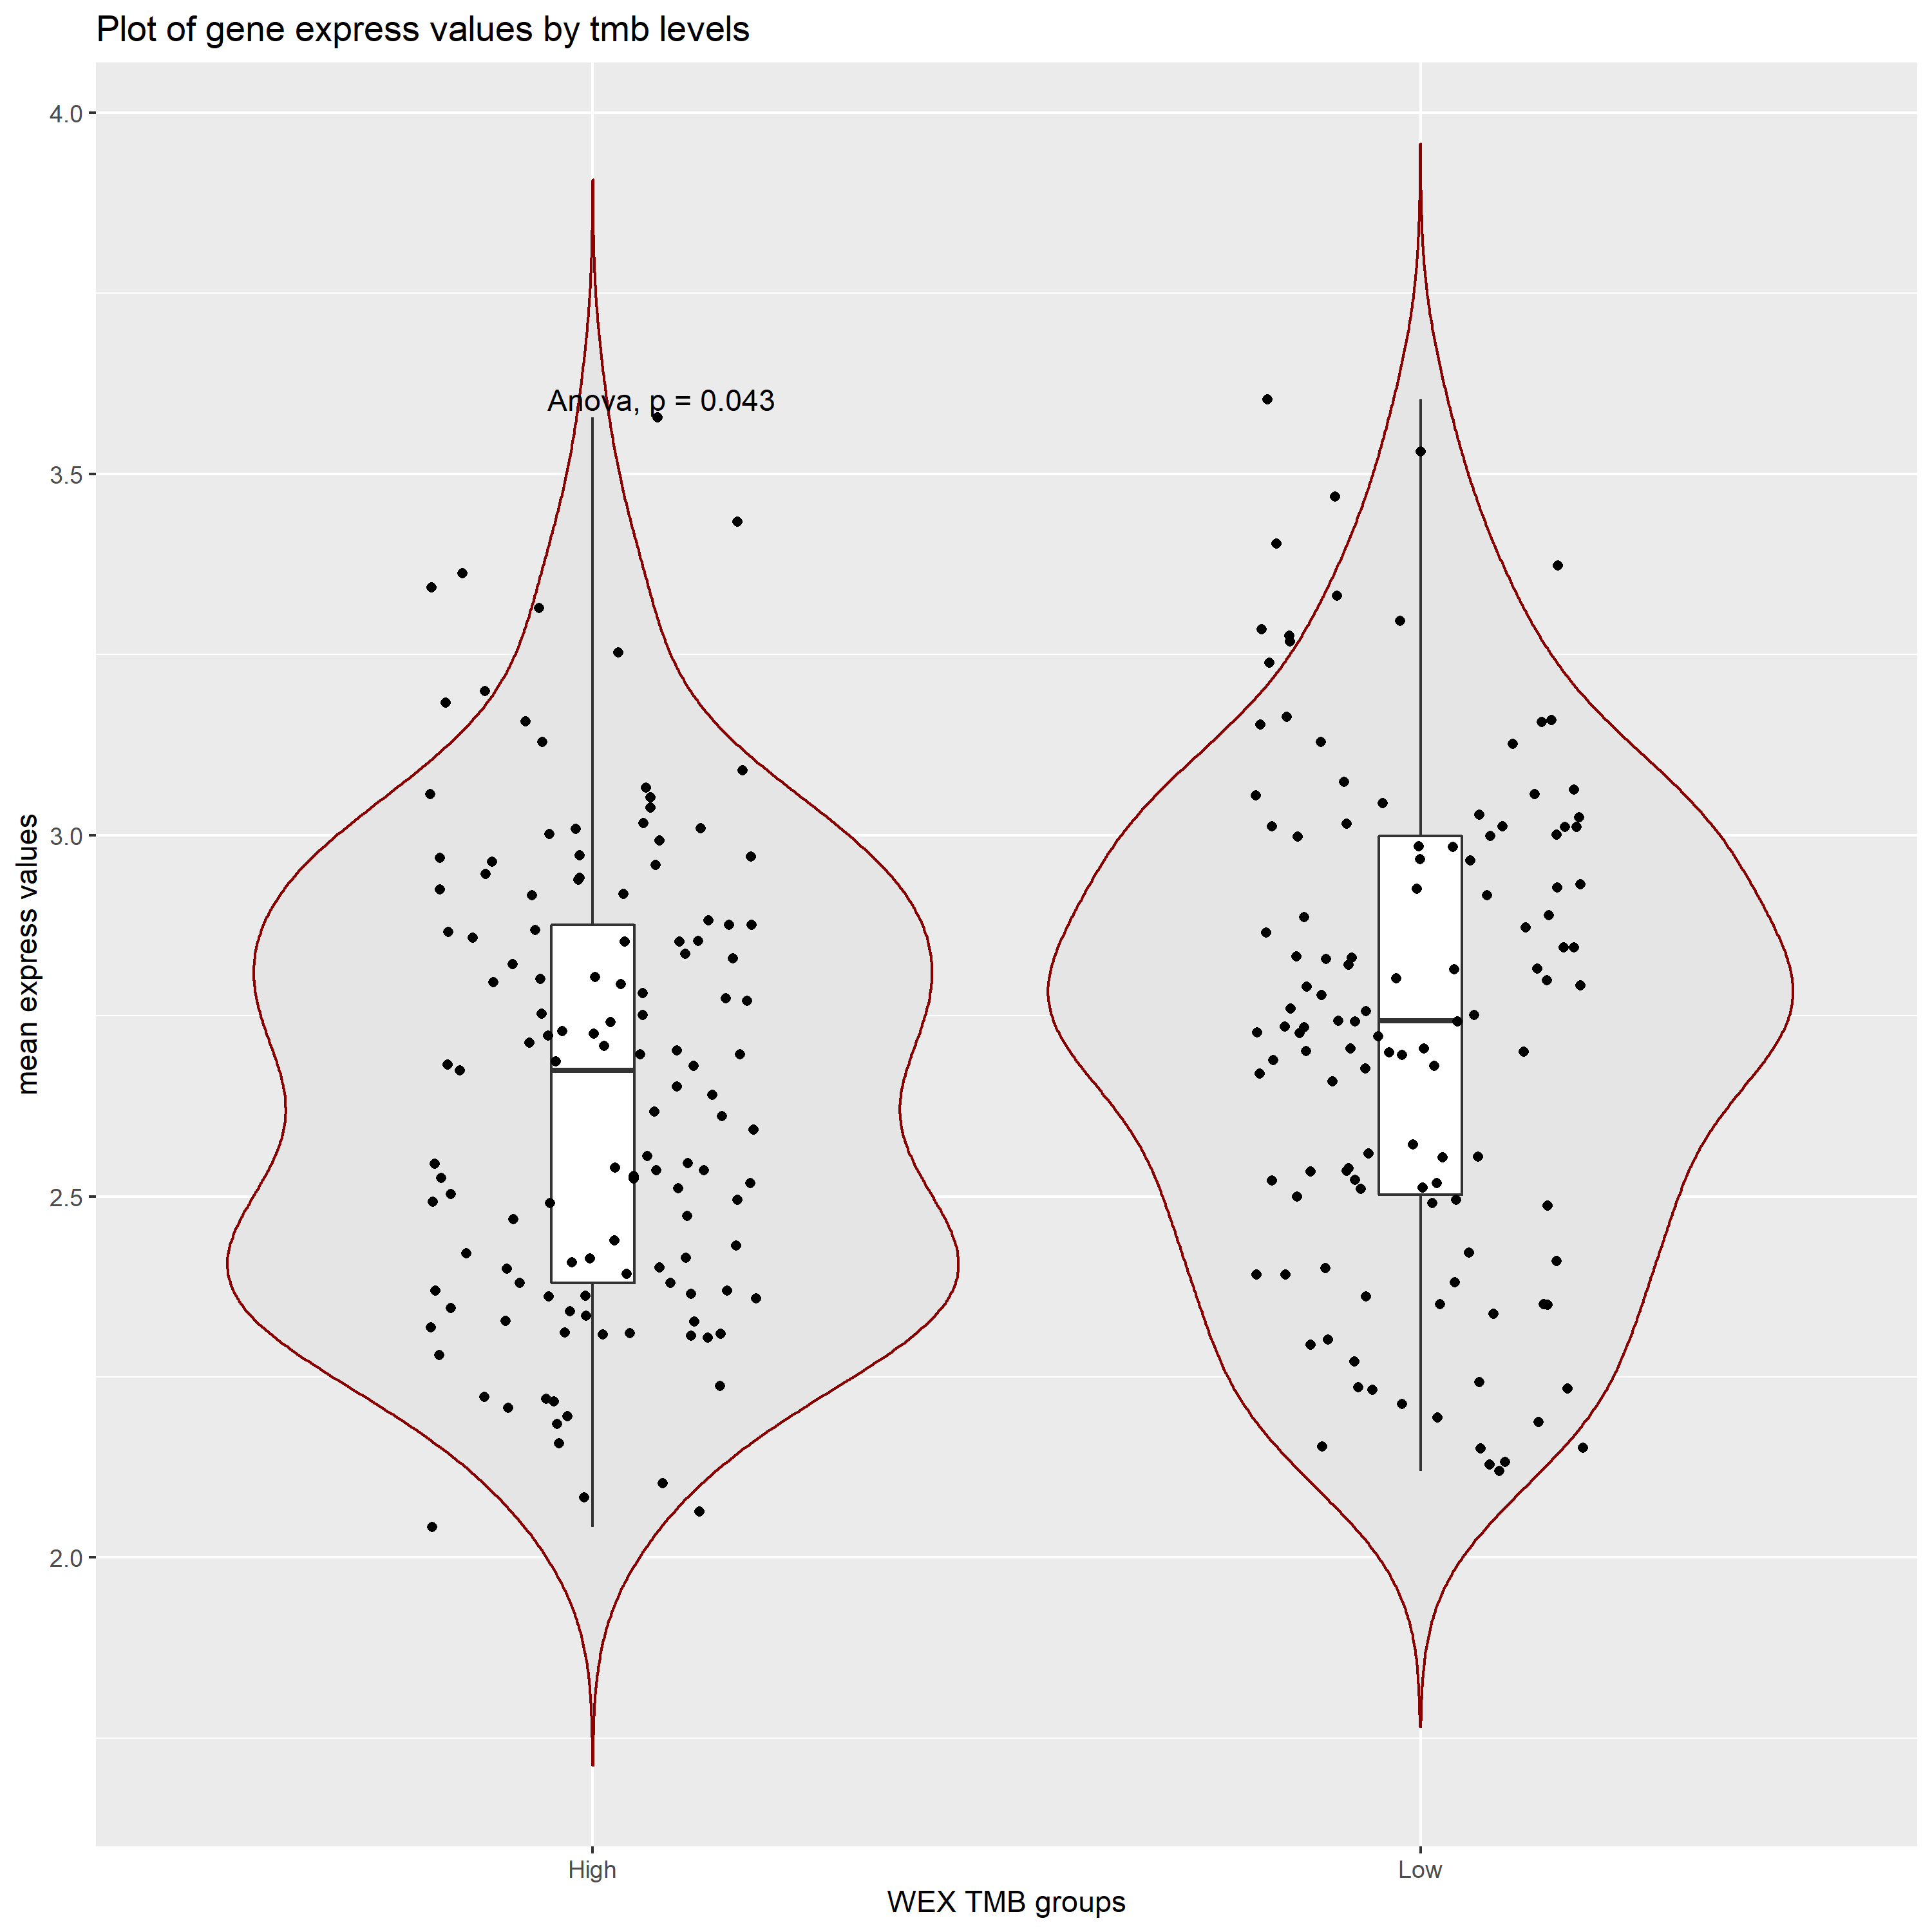 Plot of gene express values by tmb levels
4.0
3.5
3.0
2.5
2.0
mean express values
Anova, p = 0.043
High
Low
WEX TMB groups